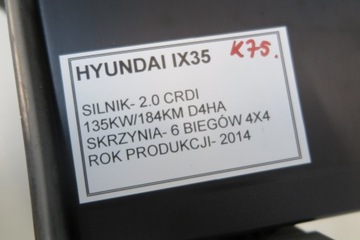 HYUNDAI IX35 K75.
SILNIK- 2.0 CRDI
135KW/184KM D4HA
SKRZYNIA- 6 BIEGÓW 4X4
ROK PRODUKCJI- 2014